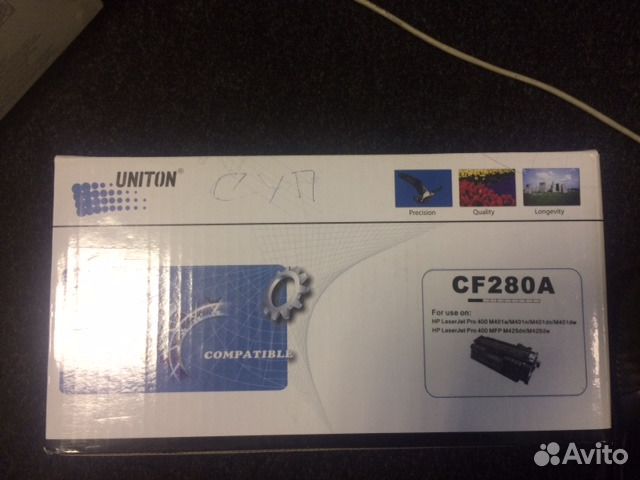 UNITON®
СУП
Precision
Quality
Longevity
CF280A
For use on:
HP LaserJet Pro 400 M401a/M401n/M401dn/M401dw
HP LaserJet Pro 400 MFP M425dn/M425dw
COMPATIBLE
Avito